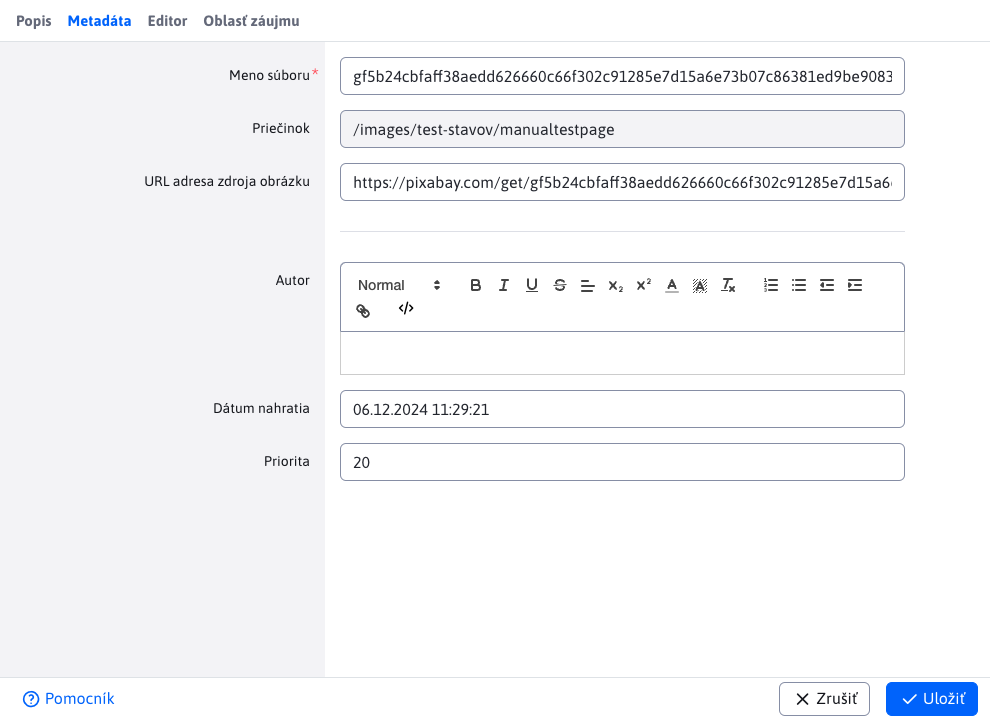 Popis Metadáta Editor Oblasť záujmu
Meno súboru* gf5b24cbfaff38aedd626660c66f302c91285e7d15a6e73b07c86381ed9be9083
Priečinok /images/test-stavov/manualtestpage
URL adresa zdroja obrázku https://pixabay.com/get/gf5b24cbfaff38aedd626660c66f302c91285e7d15a6
Autor Normal
Dátum nahratia 06.12.2024 11:29:21
Priorita 20
Pomocník Zrušiť Uložiť